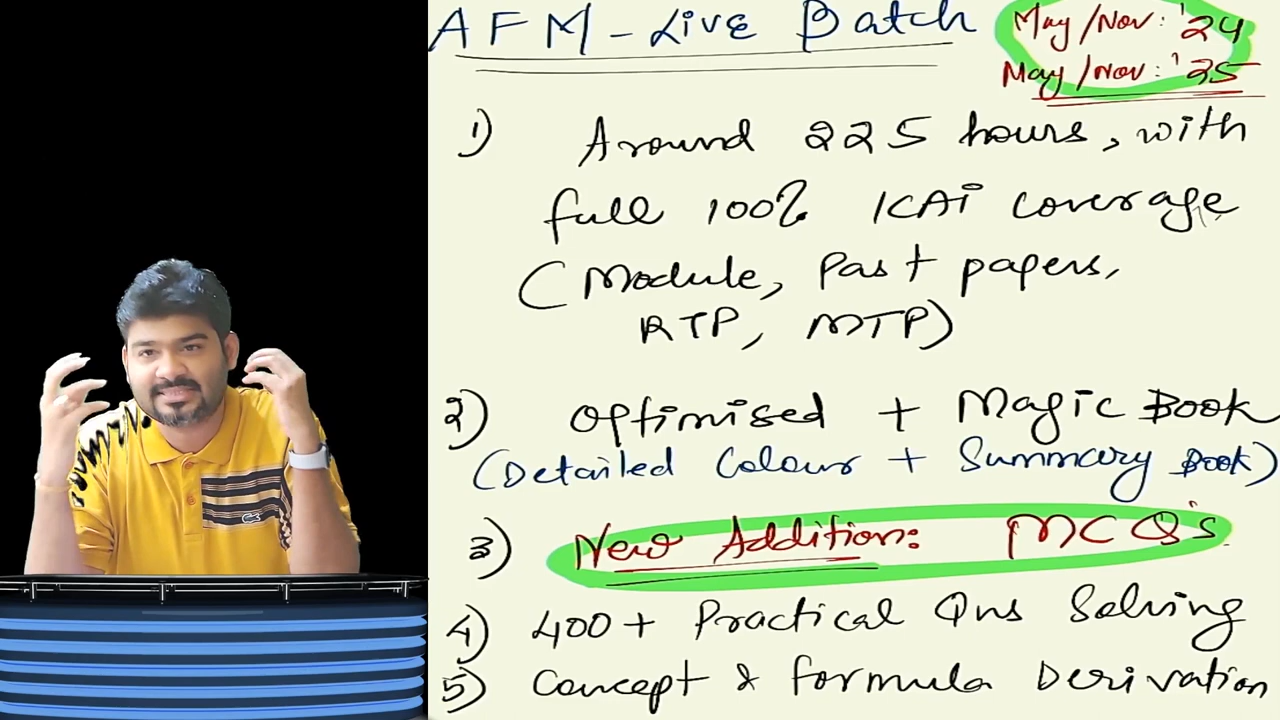 AFM - Live Batch
May/Nov: '24
May/Nov: '25
1) Around 225 hours, with
full 100% ICAI coverage
(Module, Past papers,
RTP, MTP)
2) Optimised + Magic Book
(Detailed Colour + Summary Book)
3) New Addition: MCQ's.
4) 400+ Practical Qns Solving
5) Concept & formula Derivation